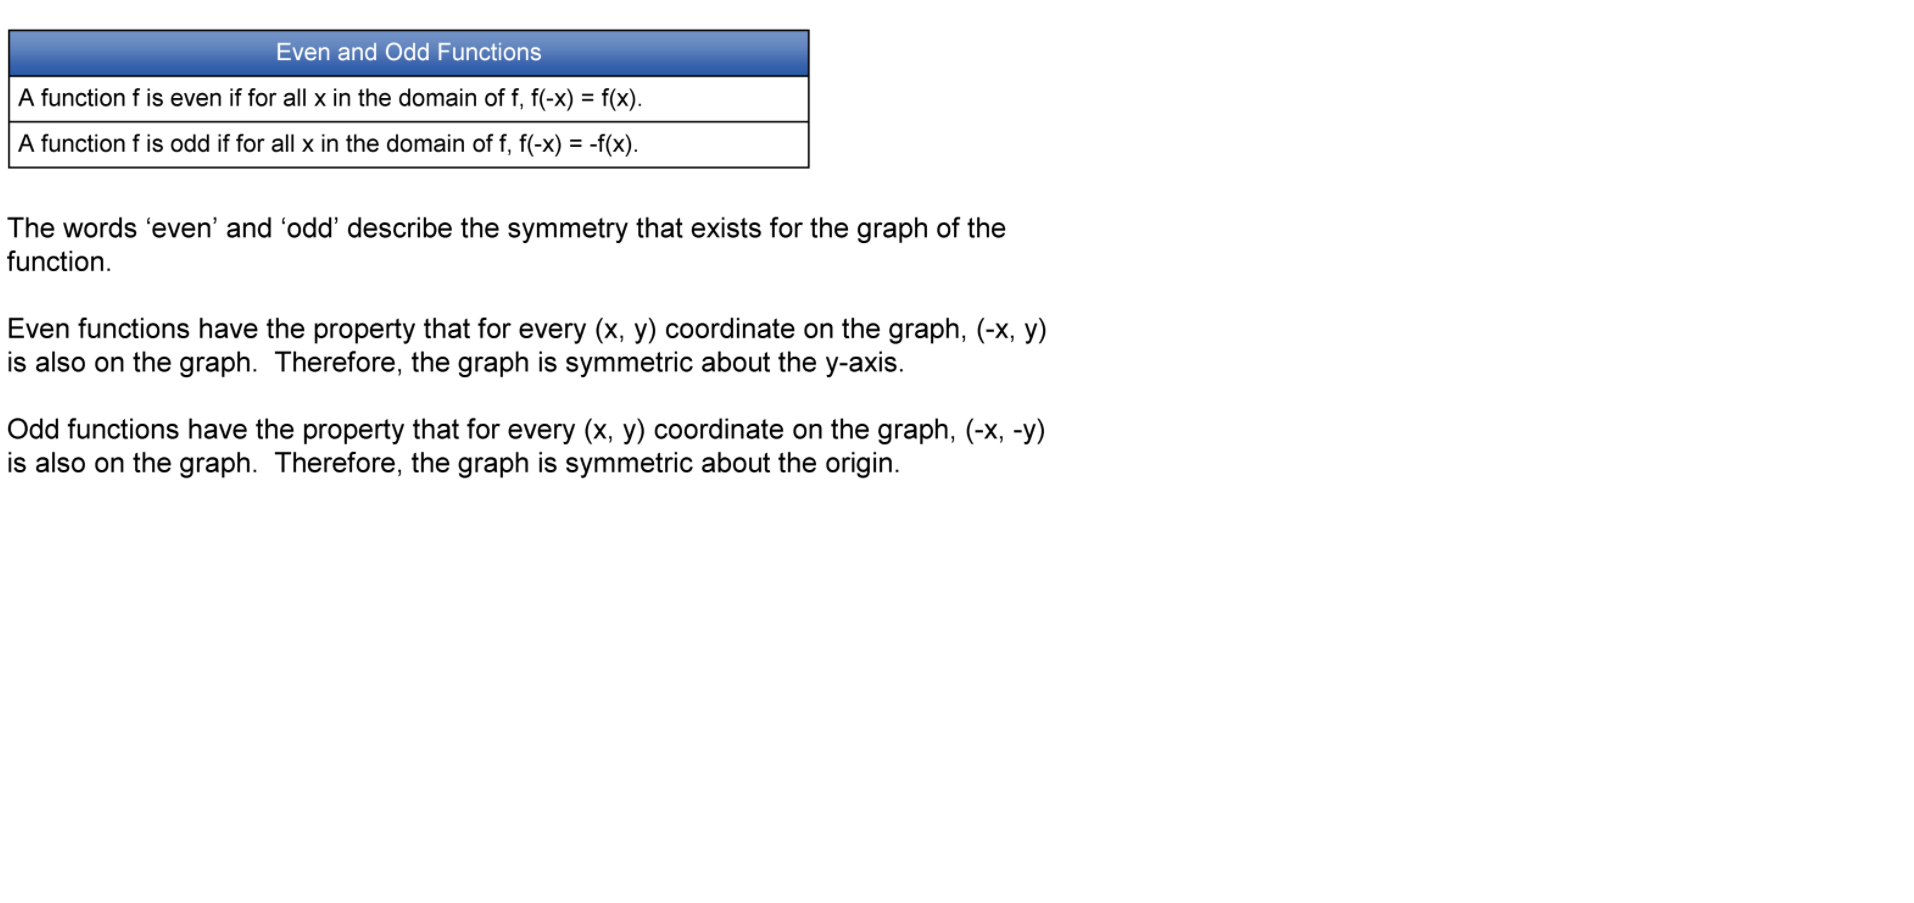 Even and Odd Functions
A function f is even if for all x in the domain of f, f(-x) = f(x).
A function f is odd if for all x in the domain of f, f(-x) = -f(x).
The words ‘even’ and ‘odd’ describe the symmetry that exists for the graph of the
function.
Even functions have the property that for every (x, y) coordinate on the graph, (-x, y)
is also on the graph.  Therefore, the graph is symmetric about the y-axis.
Odd functions have the property that for every (x, y) coordinate on the graph, (-x, -y)
is also on the graph.  Therefore, the graph is symmetric about the origin.